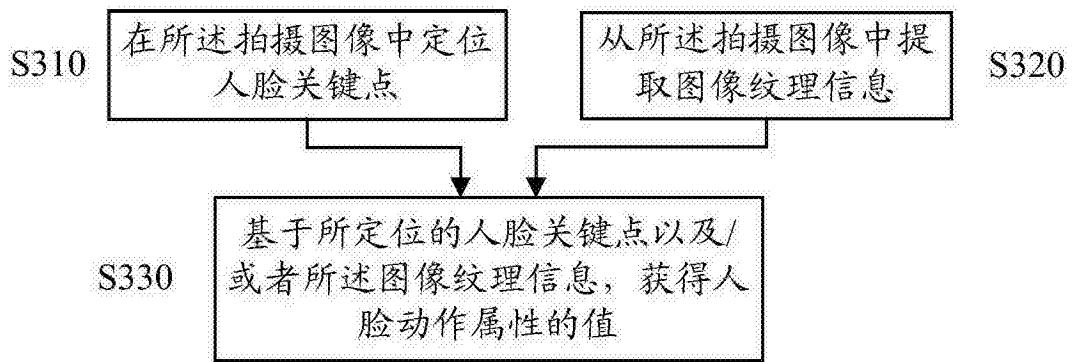 S310
在所述拍摄图像中定位
人脸关键点
从所述拍摄图像中提
取图像纹理信息
S320
S330
基于所定位的人脸关键点以及/
或者所述图像纹理信息，获得人
脸动作属性的值